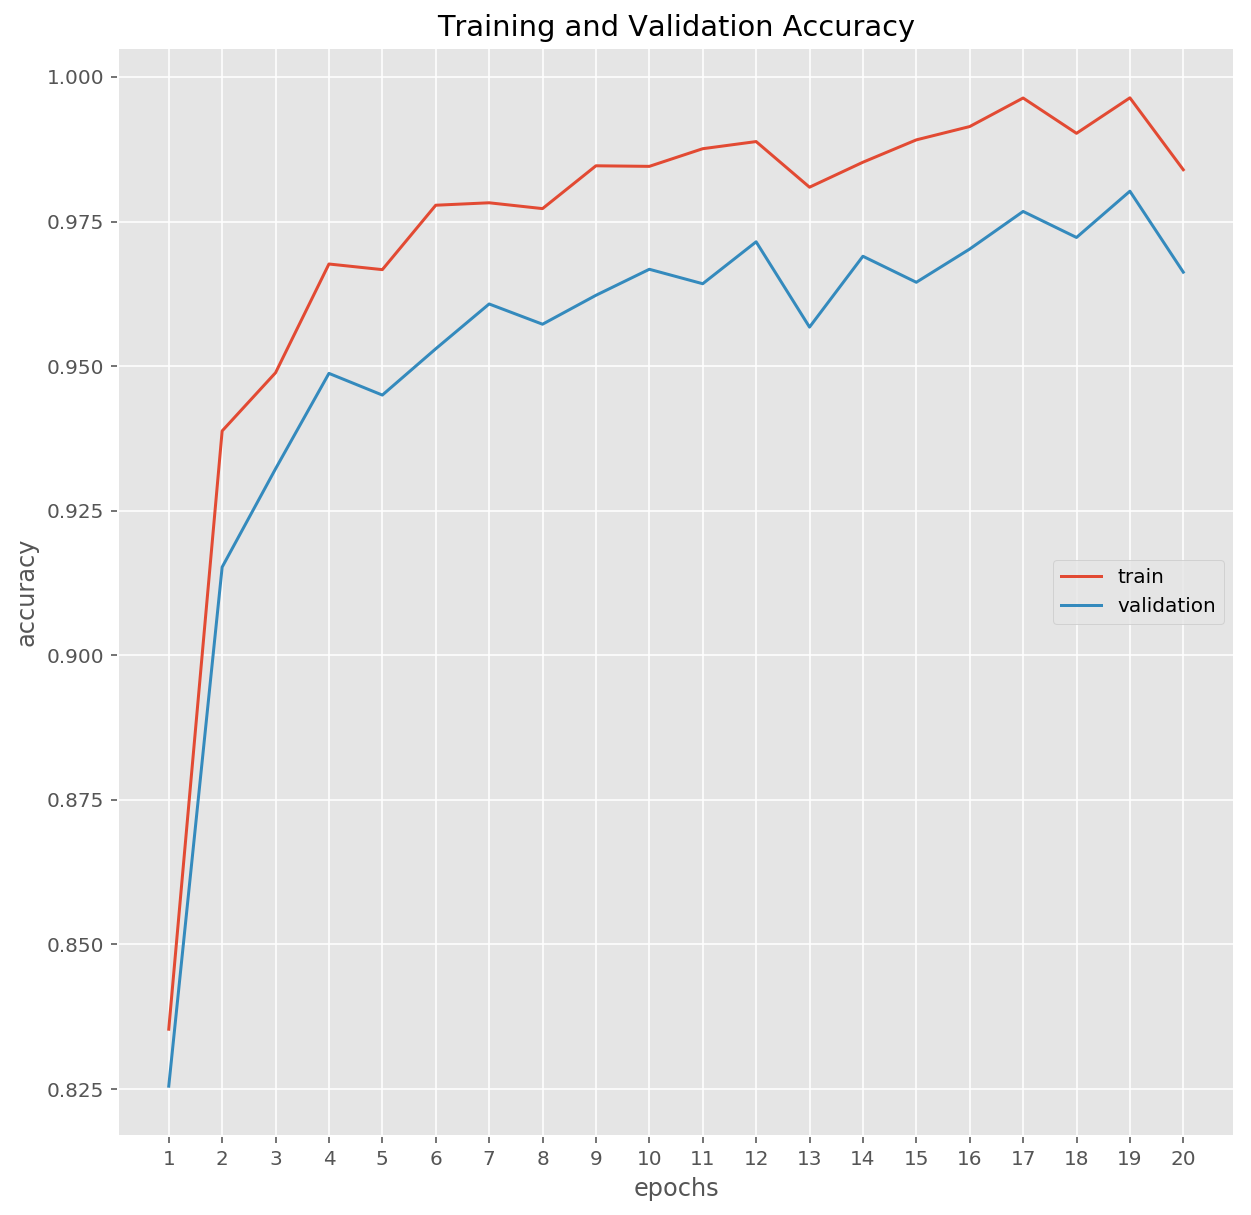 Training and Validation Accuracy
1.000
0.975
0.950
0.925
0.900
0.875
0.850
0.825
accuracy
train
validation
1 2 3 4 5 6 7 8 9 10 11 12 13 14 15 16 17 18 19 20
epochs